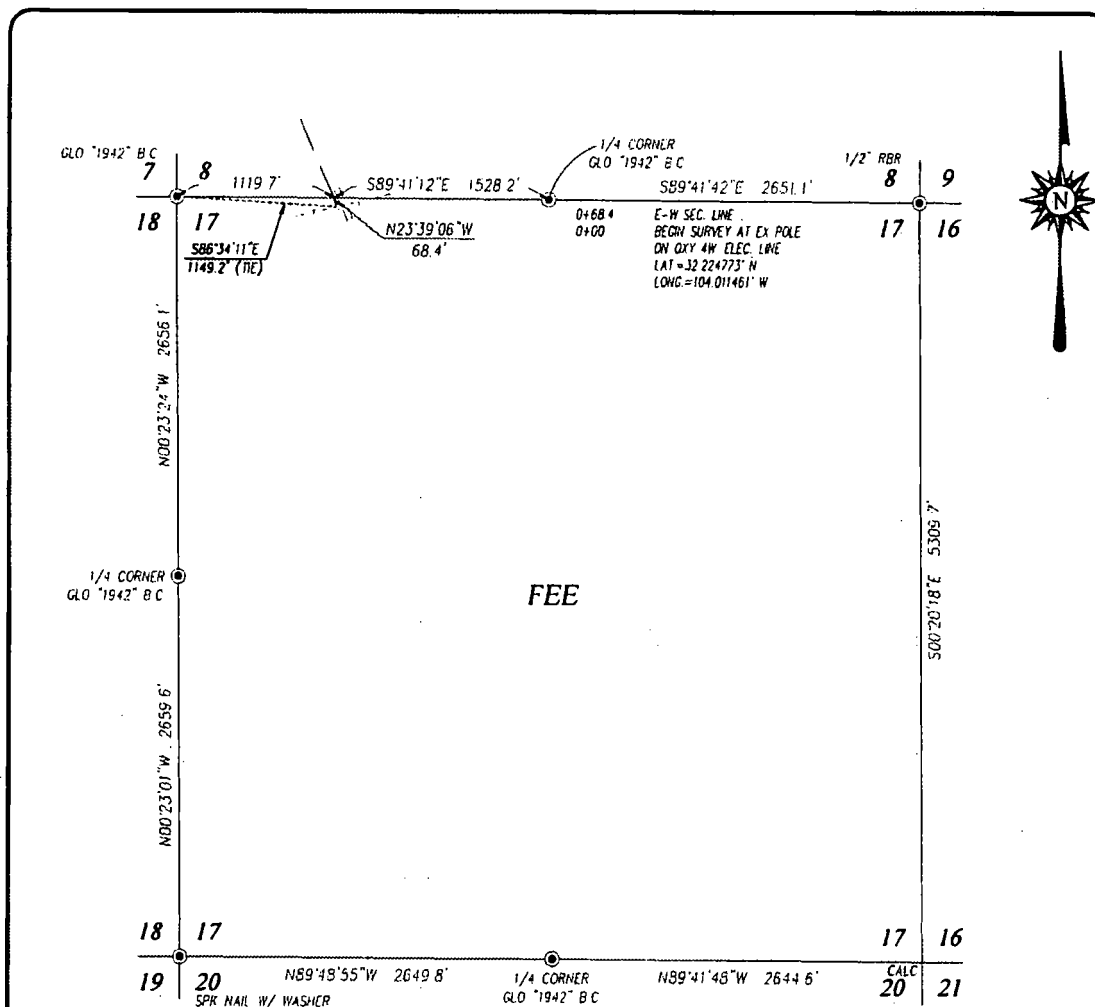 GLO "1942" B C
7 8
18 17
1119.7'
S89°41'12"E 1528.2'
1/4 CORNER
GLO "1942" B C
S89°41'42"E 2651.1'
1/2" RBR
8 9
17 16
N
S86°34'11"E
1149.2' (TIE)
N23°39'06"W
68.4'
0+68.4 E-W SEC. LINE
0+00 BEGIN SURVEY AT EX POLE
ON OXY 4W ELEC. LINE
LAT.=32.224773° N
LONG.=104.011461° W
N00°23'24"W 2656.1'
1/4 CORNER
GLO "1942" B C
FEE
S00°20'18"E 5309.7'
N00°23'01"W 2659.6'
18 17
19 20
SPK NAIL W/ WASHER
N89°48'55"W 2649.8'
1/4 CORNER
GLO "1942" B C
N89°41'48"W 2644.6'
17 16
CALC
20 21